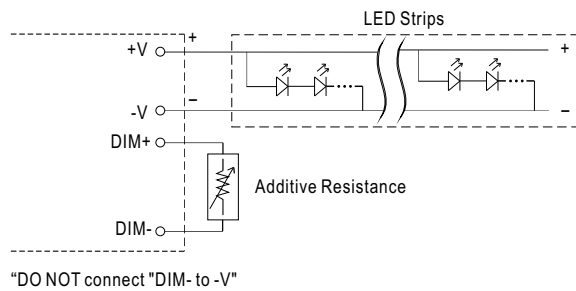 LED Strips
+V
+
+
-V
−
−
DIM+
Additive Resistance
DIM-
“DO NOT connect "DIM- to -V"